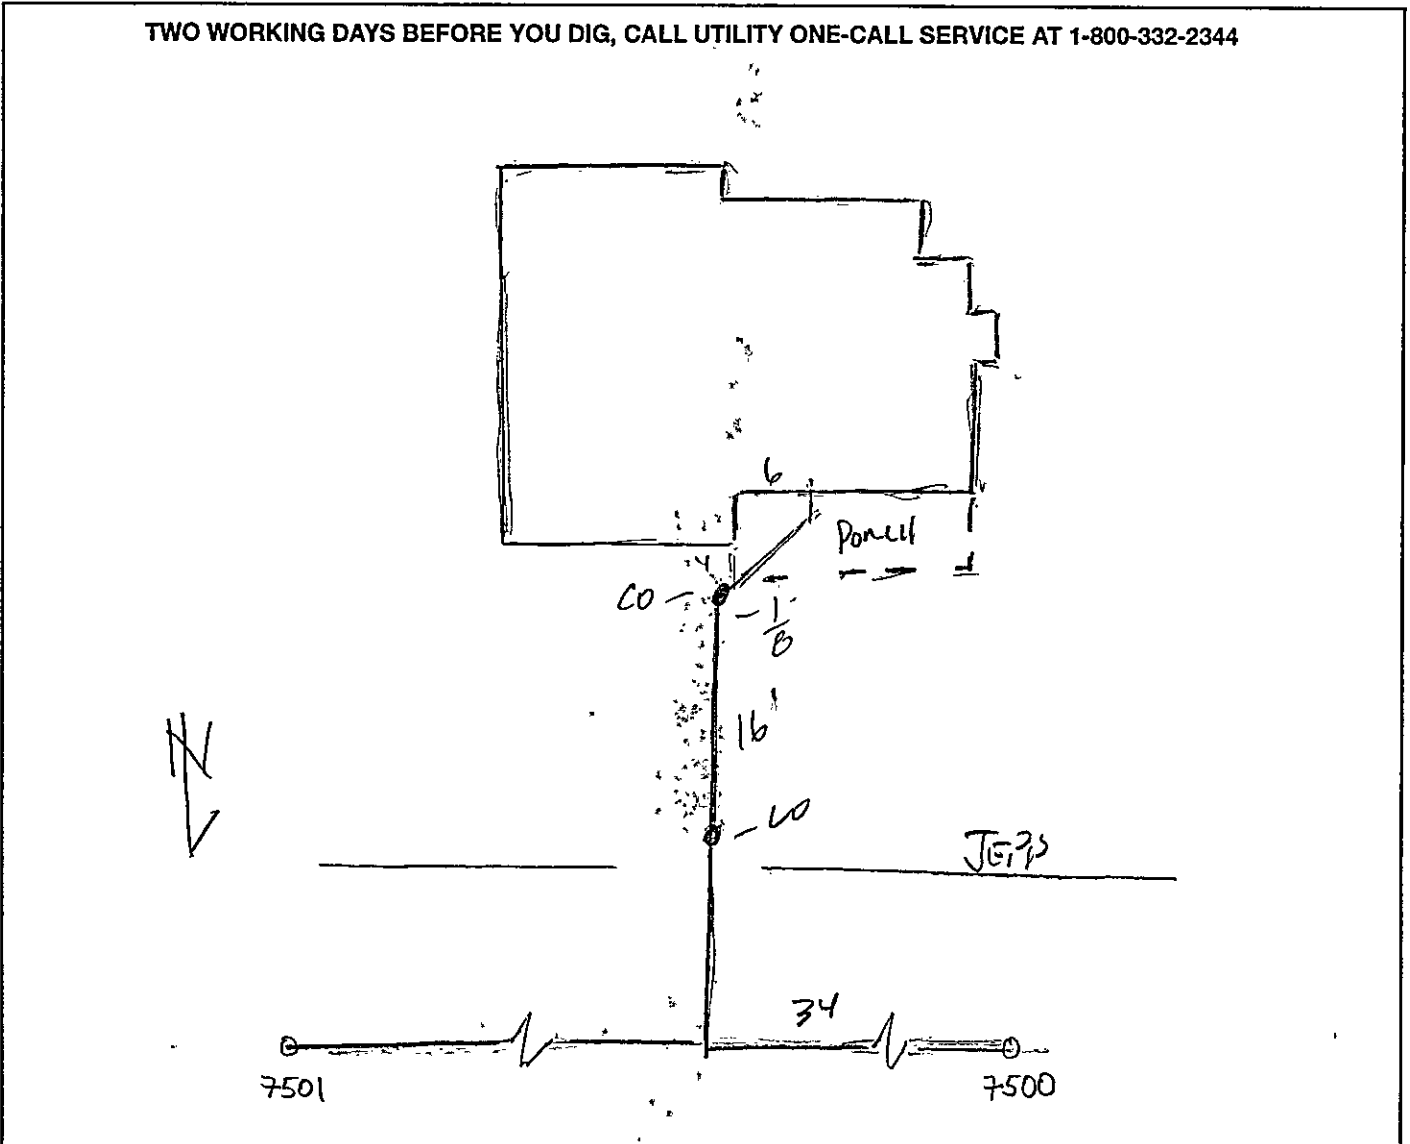 TWO WORKING DAYS BEFORE YOU DIG, CALL UTILITY ONE-CALL SERVICE AT 1-800-332-2344
6
Porch
4
CO
1/8
16'
CO
N
34
7501
7500